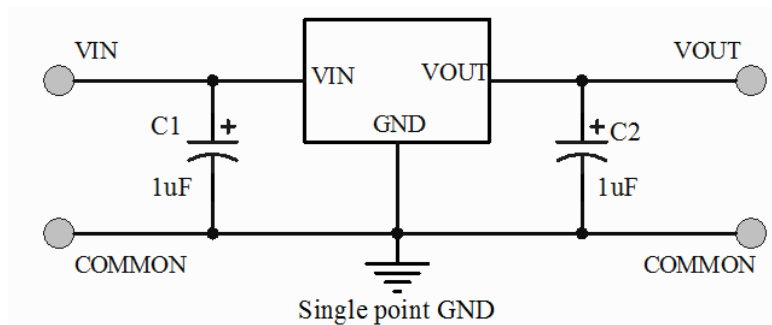 VIN
VOUT
VIN
VOUT
GND
C1
+
+
C2
1uF
1uF
COMMON
COMMON
Single point GND